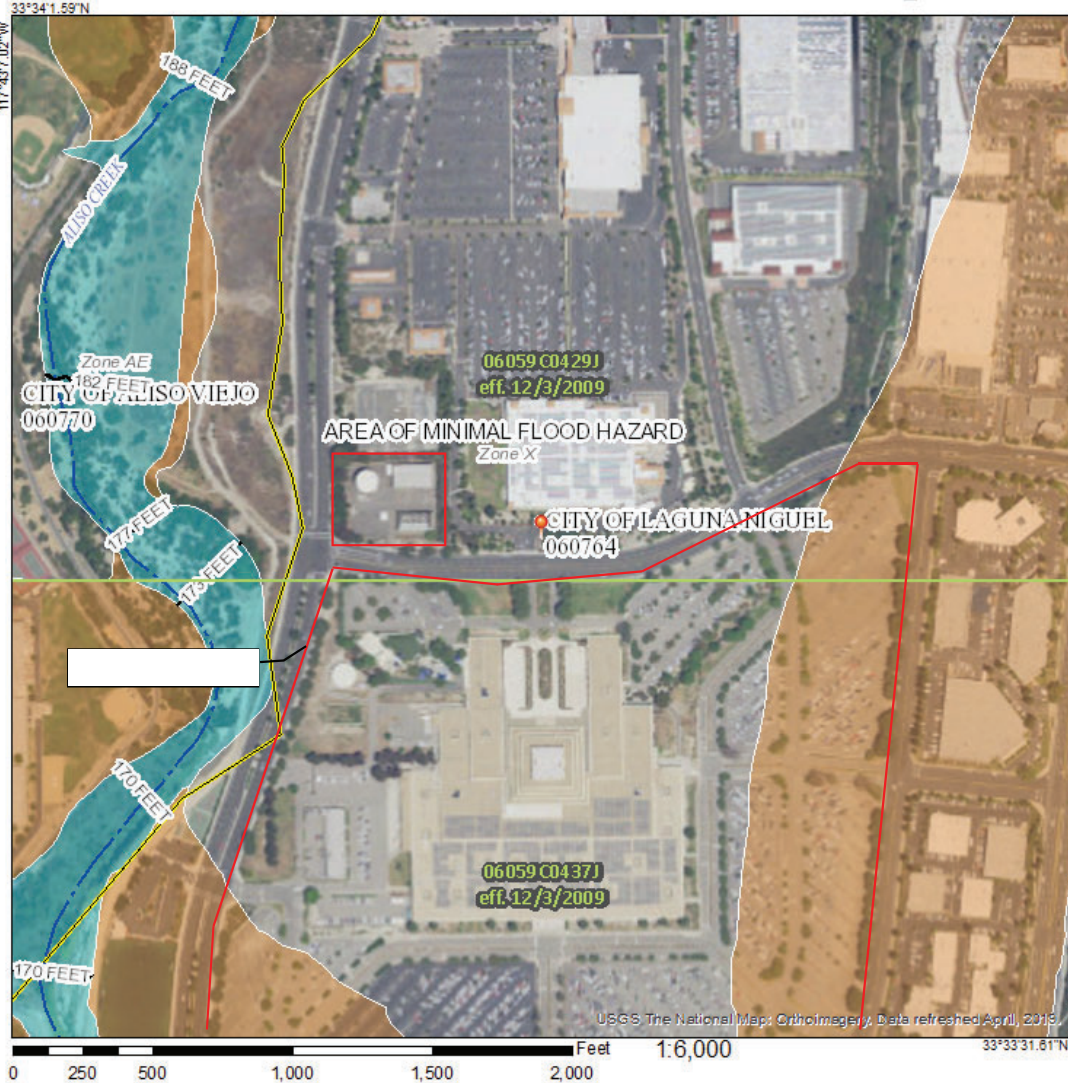 33°34'1.59"N
117°43'7.02"W
188 FEET
ALISO CREEK
Zone AE
182 FEET
CITY OF ALISO VIEJO
060770
06059C0429J
eff. 12/3/2009
AREA OF MINIMAL FLOOD HAZARD
Zone X
177 FEET
CITY OF LAGUNA NIGUEL
060764
173 FEET
170 FEET
06059C0437J
eff. 12/3/2009
170 FEET
USGS The National Map: Orthoimagery. Data refreshed April, 2019.
Feet
1:6,000
33°33'31.61"N
0 250 500 1,000 1,500 2,000